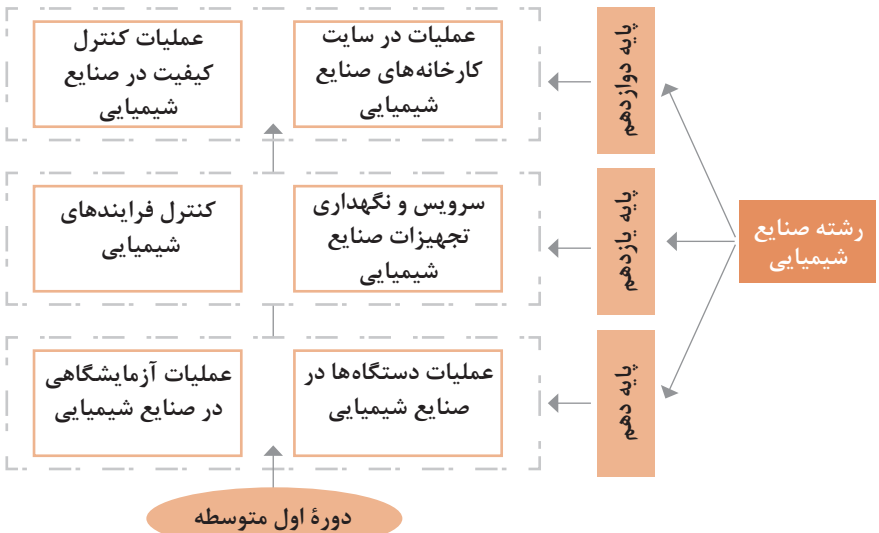 رشته صنایع
شیمیایی
پایه دوازدهم
عملیات در سایت
کارخانه‌های صنایع
شیمیایی
عملیات کنترل
کیفیت در صنایع
شیمیایی
پایه یازدهم
سرویس و نگهداری
تجهیزات صنایع
شیمیایی
کنترل فرایندهای
شیمیایی
پایه دهم
عملیات دستگاه‌ها در
صنایع شیمیایی
عملیات آزمایشگاهی
در صنایع شیمیایی
دورۀ اول متوسطه